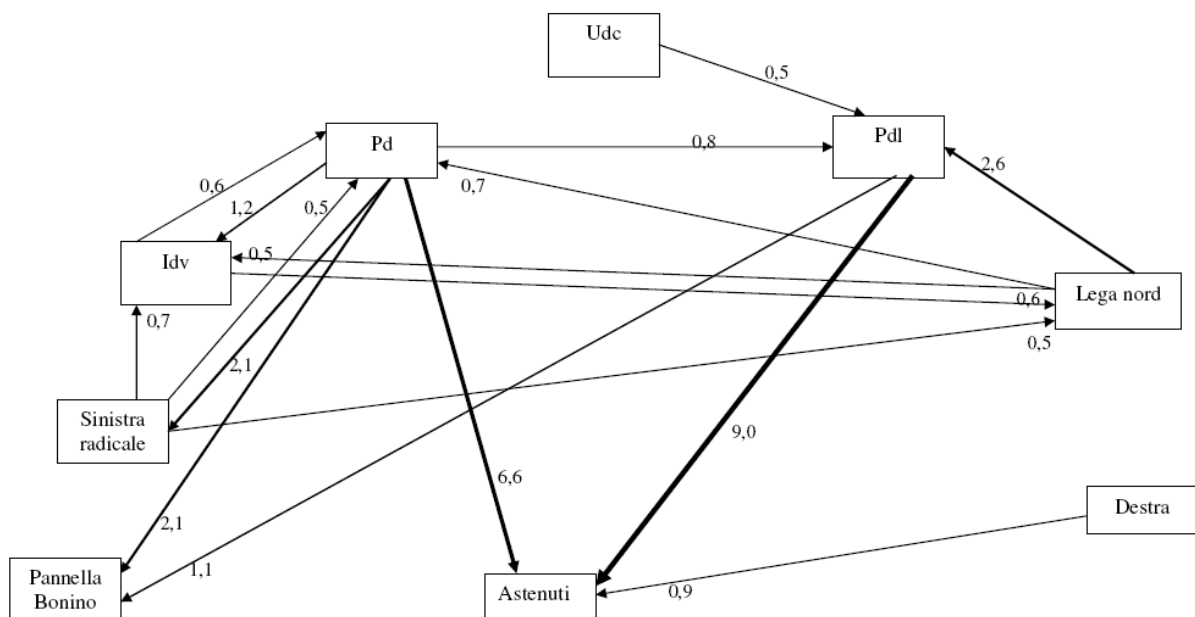 Udc
0,5
Pd
0,8
Pdl
0,6
1,2
0,5
0,7
2,6
Idv
0,5
0,6
Lega nord
0,7
0,5
2,1
Sinistra
radicale
9,0
6,6
2,1
Destra
Pannella
Bonino
1,1
Astenuti
0,9